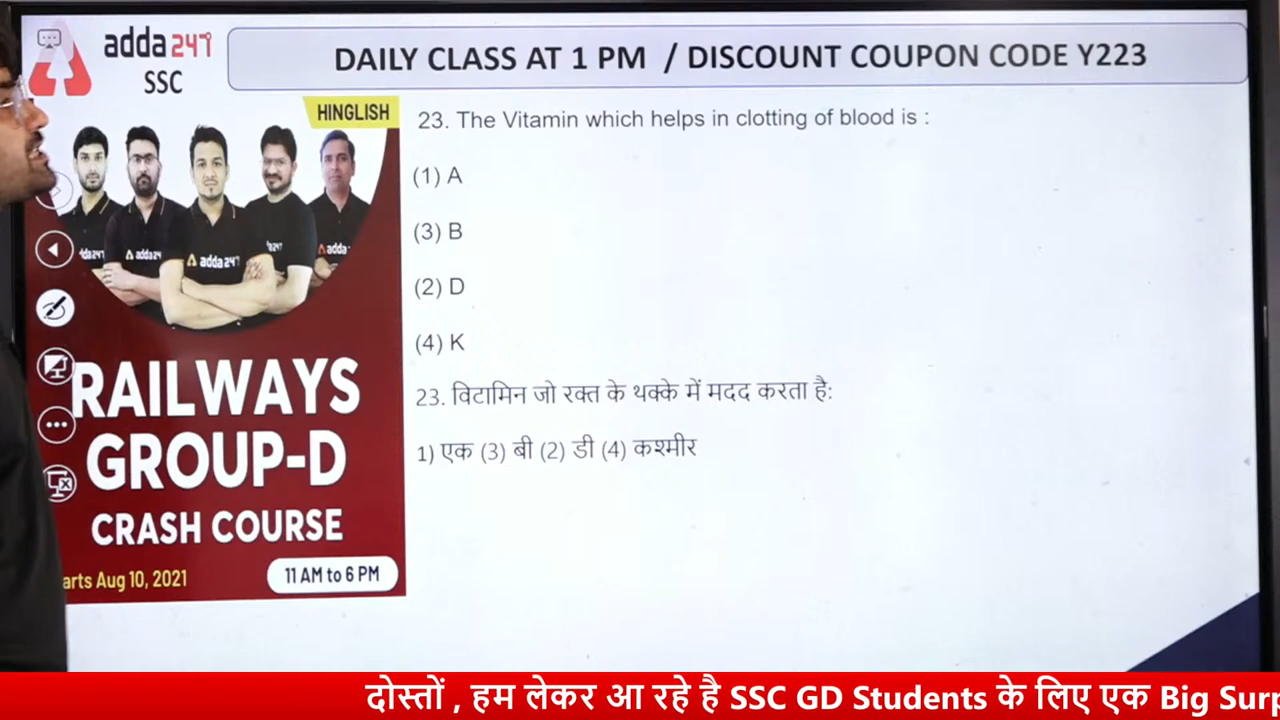 adda247
SSC
DAILY CLASS AT 1 PM / DISCOUNT COUPON CODE Y223
HINGLISH
23. The Vitamin which helps in clotting of blood is :
(1) A
(3) B
(2) D
(4) K
23. विटामिन जो रक्त के थक्के में मदद करता है:
1) एक (3) बी (2) डी (4) कश्मीर
adda247
adda247
RAILWAYS
GROUP-D
CRASH COURSE
arts Aug 10, 2021
11 AM to 6 PM
दोस्तों , हम लेकर आ रहे है SSC GD Students के लिए एक Big Surp